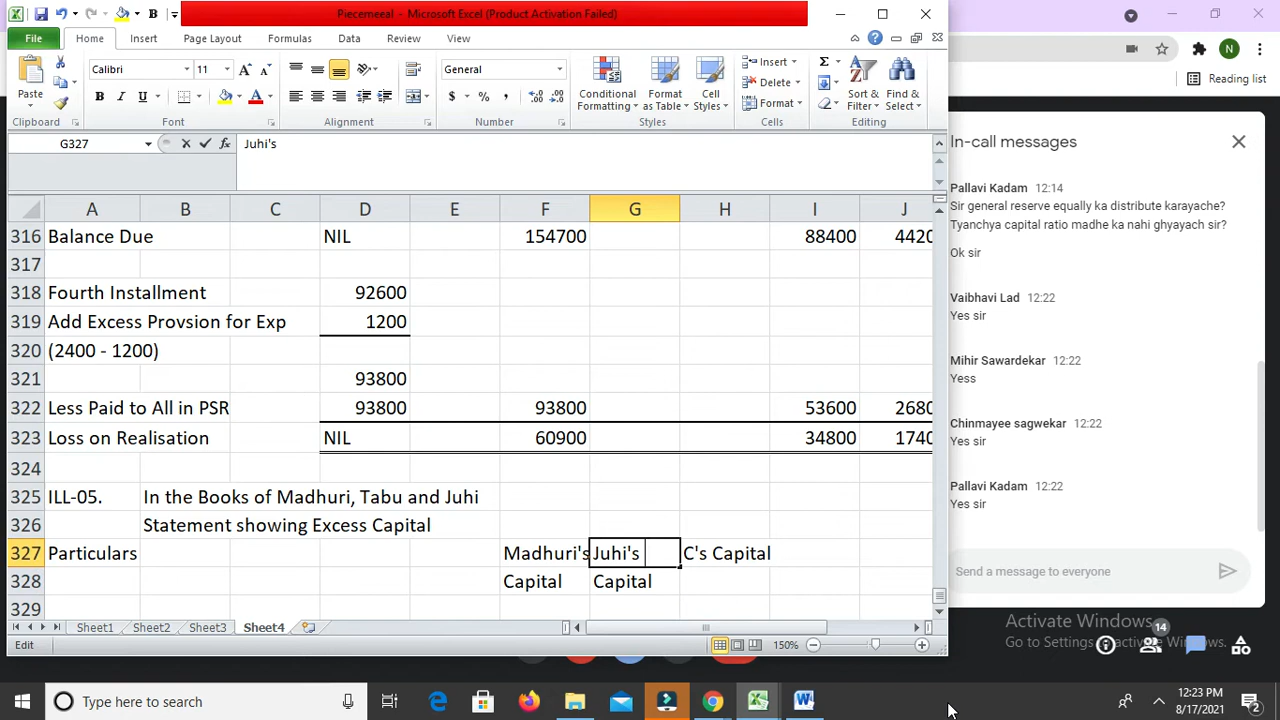 Piecemeeal - Microsoft Excel (Product Activation Failed)
File Home Insert Page Layout Formulas Data Review View
Paste Calibri 11 General Conditional Formatting Format as Table Cell Styles Insert Delete Format Sort & Filter Find & Select
Clipboard Font Alignment Number Styles Cells Editing
G327 Juhi's
A B C D E F G H I J
316 Balance Due NIL 154700 88400 4420
317
318 Fourth Installment 92600
319 Add Excess Provsion for Exp 1200
320 (2400 - 1200)
321 93800
322 Less Paid to All in PSR 93800 93800 53600 2680
323 Loss on Realisation NIL 60900 34800 1740
324
325 ILL-05. In the Books of Madhuri, Tabu and Juhi
326 Statement showing Excess Capital
327 Particulars Madhuri's Juhi's C's Capital
328 Capital Capital
329
Sheet1 Sheet2 Sheet3 Sheet4
Edit 150%
N
Reading list
In-call messages
Pallavi Kadam 12:14
Sir general reserve equally ka distribute karayache?
Tyanchya capital ratio madhe ka nahi ghyayach sir?
Ok sir
Vaibhavi Lad 12:22
Yes sir
Mihir Sawardekar 12:22
Yess
Chinmayee sagwekar 12:22
Yes sir
Pallavi Kadam 12:22
Yes sir
Send a message to everyone
Activate Windows
Go to Settings to activate Windows.
14
Type here to search
12:23 PM
8/17/2021
2